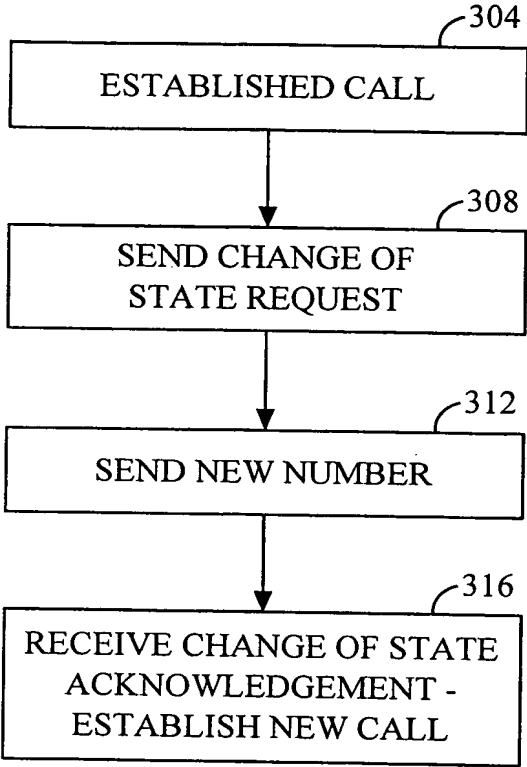 304
ESTABLISHED CALL
308
SEND CHANGE OF
STATE REQUEST
312
SEND NEW NUMBER
316
RECEIVE CHANGE OF STATE
ACKNOWLEDGEMENT -
ESTABLISH NEW CALL